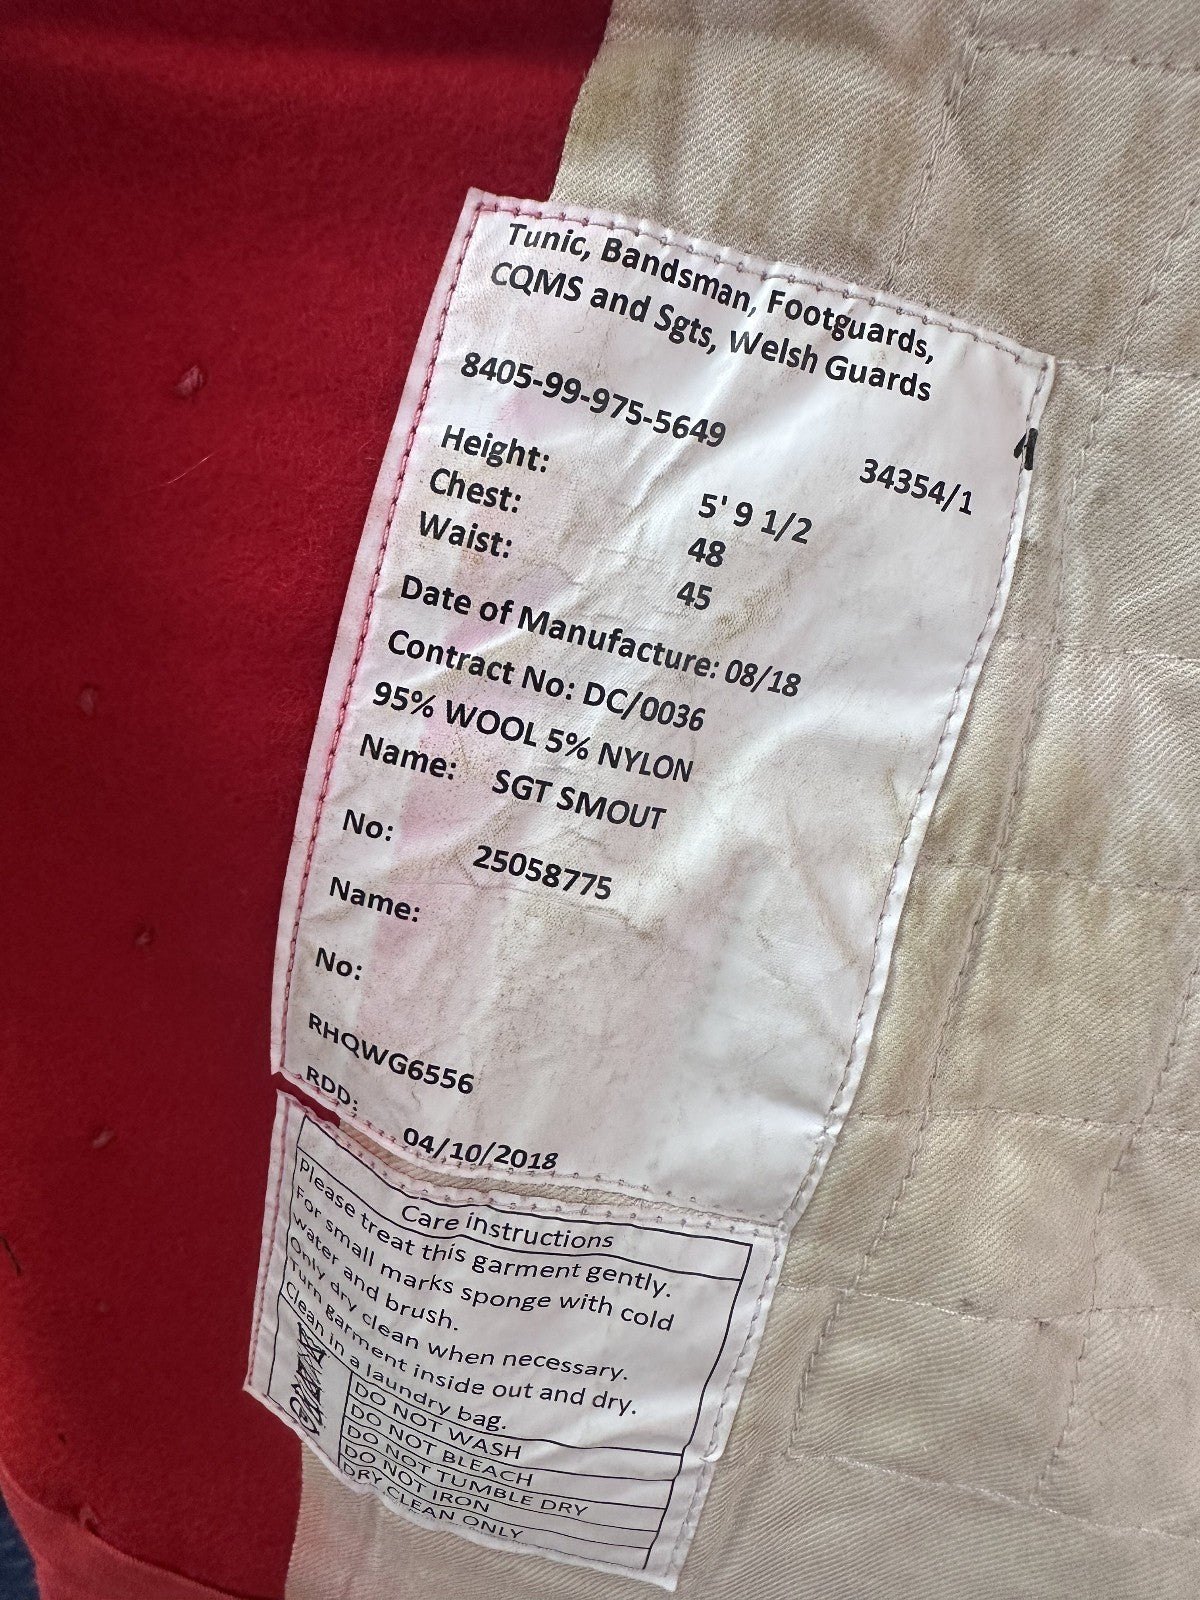 Tunic, Bandsman, Footguards,
CQMS and Sgts, Welsh Guards
8405-99-975-5649
34354/1
Height: 5' 9 1/2
Chest: 48
Waist: 45
Date of Manufacture: 08/18
Contract No: DC/0036
95% WOOL 5% NYLON
Name: SGT SMOUT
No: 25058775
Name:
No:
RHQWG6556
RDD: 04/10/2018
Care instructions
Please treat this garment gently.
For small marks sponge with cold
water and brush.
Only dry clean when necessary.
Turn garment inside out and dry.
Clean in a laundry bag.
DO NOT WASH
DO NOT BLEACH
DO NOT TUMBLE DRY
DO NOT IRON
DRY CLEAN ONLY